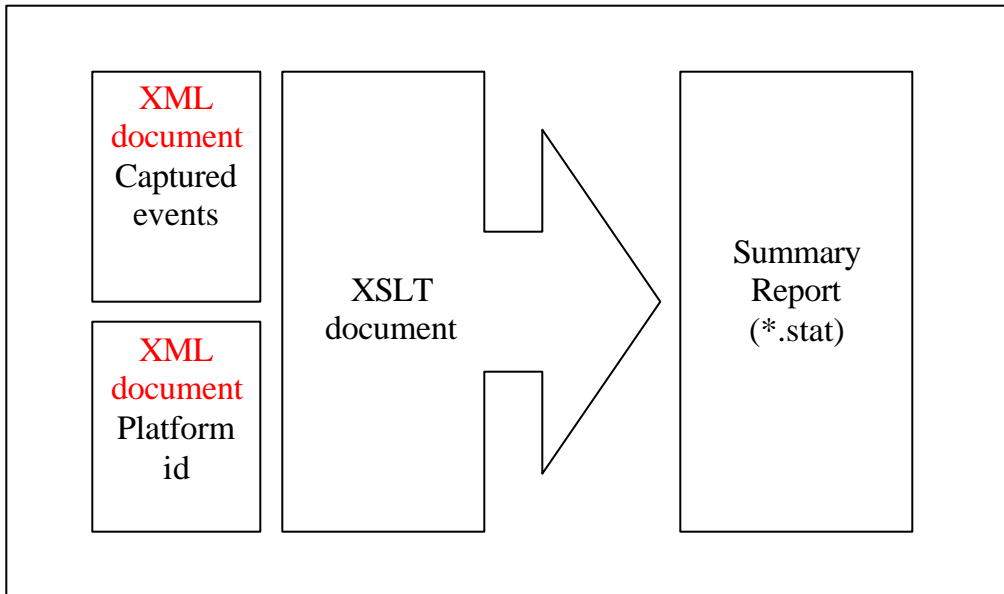 XML
document
Captured
events
XML
document
Platform
id
XSLT
document
Summary
Report
(*.stat)